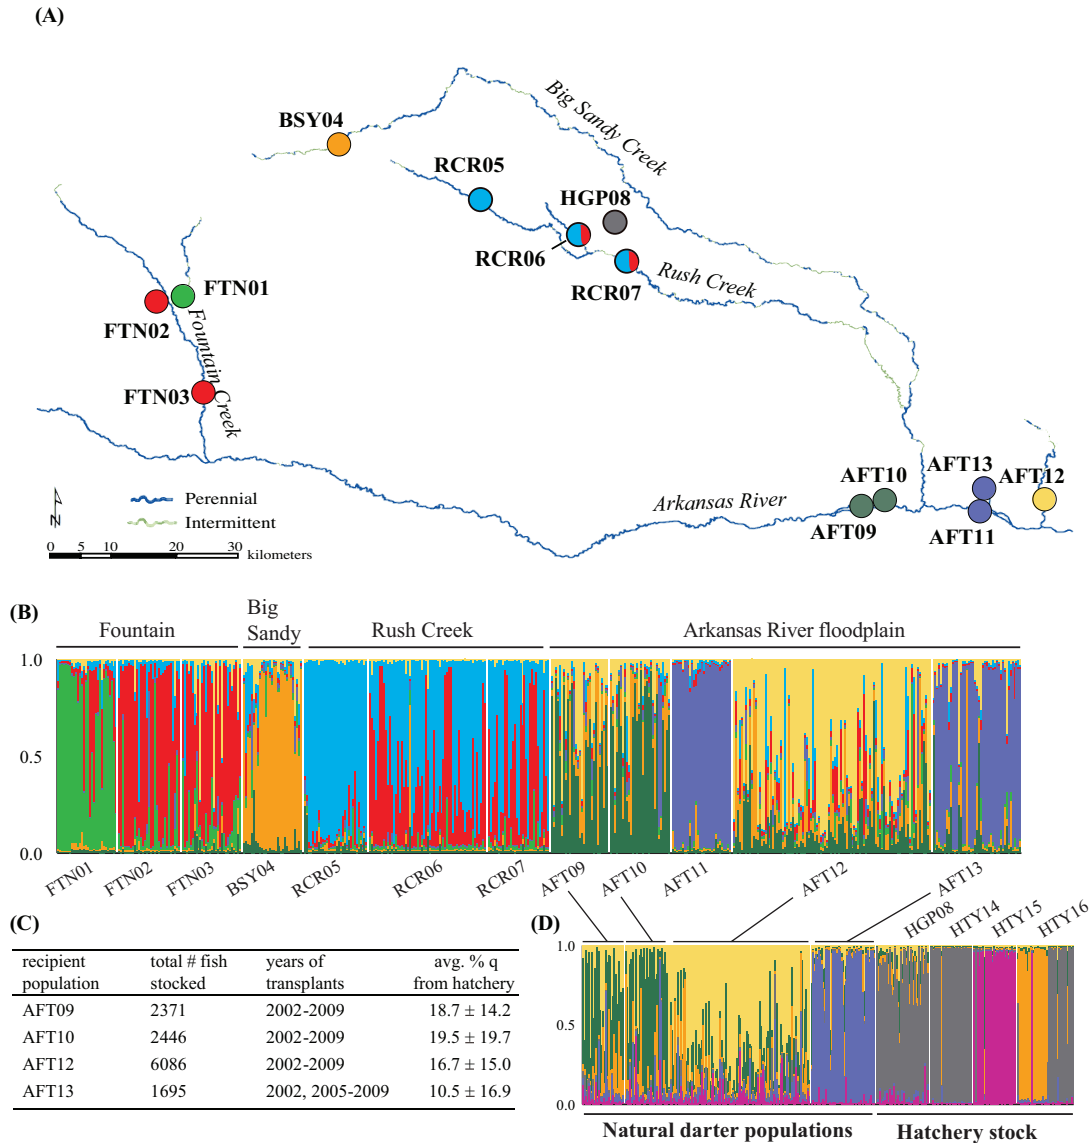 (A)
Big Sandy Creek
BSY04
RCR05
HGP08
RCR06
RCR07
Rush Creek
FTN01
FTN02
Fountain Creek
FTN03
AFT13
AFT10
AFT12
Arkansas River
AFT09
AFT11
N
Perennial
Intermittent
0 5 10 20 30 kilometers
(B)
Fountain
Big Sandy
Rush Creek
Arkansas River floodplain
1.0
0.5
0.0
FTN01 FTN02 FTN03 BSY04 RCR05 RCR06 RCR07 AFT09 AFT10 AFT11 AFT12 AFT13
(C)
recipient population total # fish stocked years of transplants avg. % q from hatchery
AFT09 2371 2002-2009 18.7 ± 14.2
AFT10 2446 2002-2009 19.5 ± 19.7
AFT12 6086 2002-2009 16.7 ± 15.0
AFT13 1695 2002, 2005-2009 10.5 ± 16.9
(D)
HGP08 HTY14 HTY15 HTY16
1.0
0.5
0.0
Natural darter populations
Hatchery stock